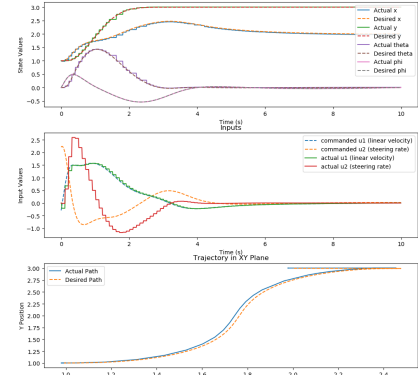 3.0
2.5
2.0
1.5
1.0
0.5
0.0
−0.5
State Values
Actual x
Desired x
Actual y
Desired y
Actual theta
Desired theta
Actual phi
Desired phi
0 2 4 6 8 10
Time (s)
Inputs
2.5
2.0
1.5
1.0
0.5
0.0
−0.5
−1.0
Input Values
commanded u1 (linear velocity)
commanded u2 (steering rate)
actual u1 (linear velocity)
actual u2 (steering rate)
0 2 4 6 8 10
Time (s)
Trajectory in XY Plane
3.00
2.75
2.50
2.25
2.00
1.75
1.50
1.25
1.00
Y Position
Actual Path
Desired Path
1.0 1.2 1.4 1.6 1.8 2.0 2.2 2.4